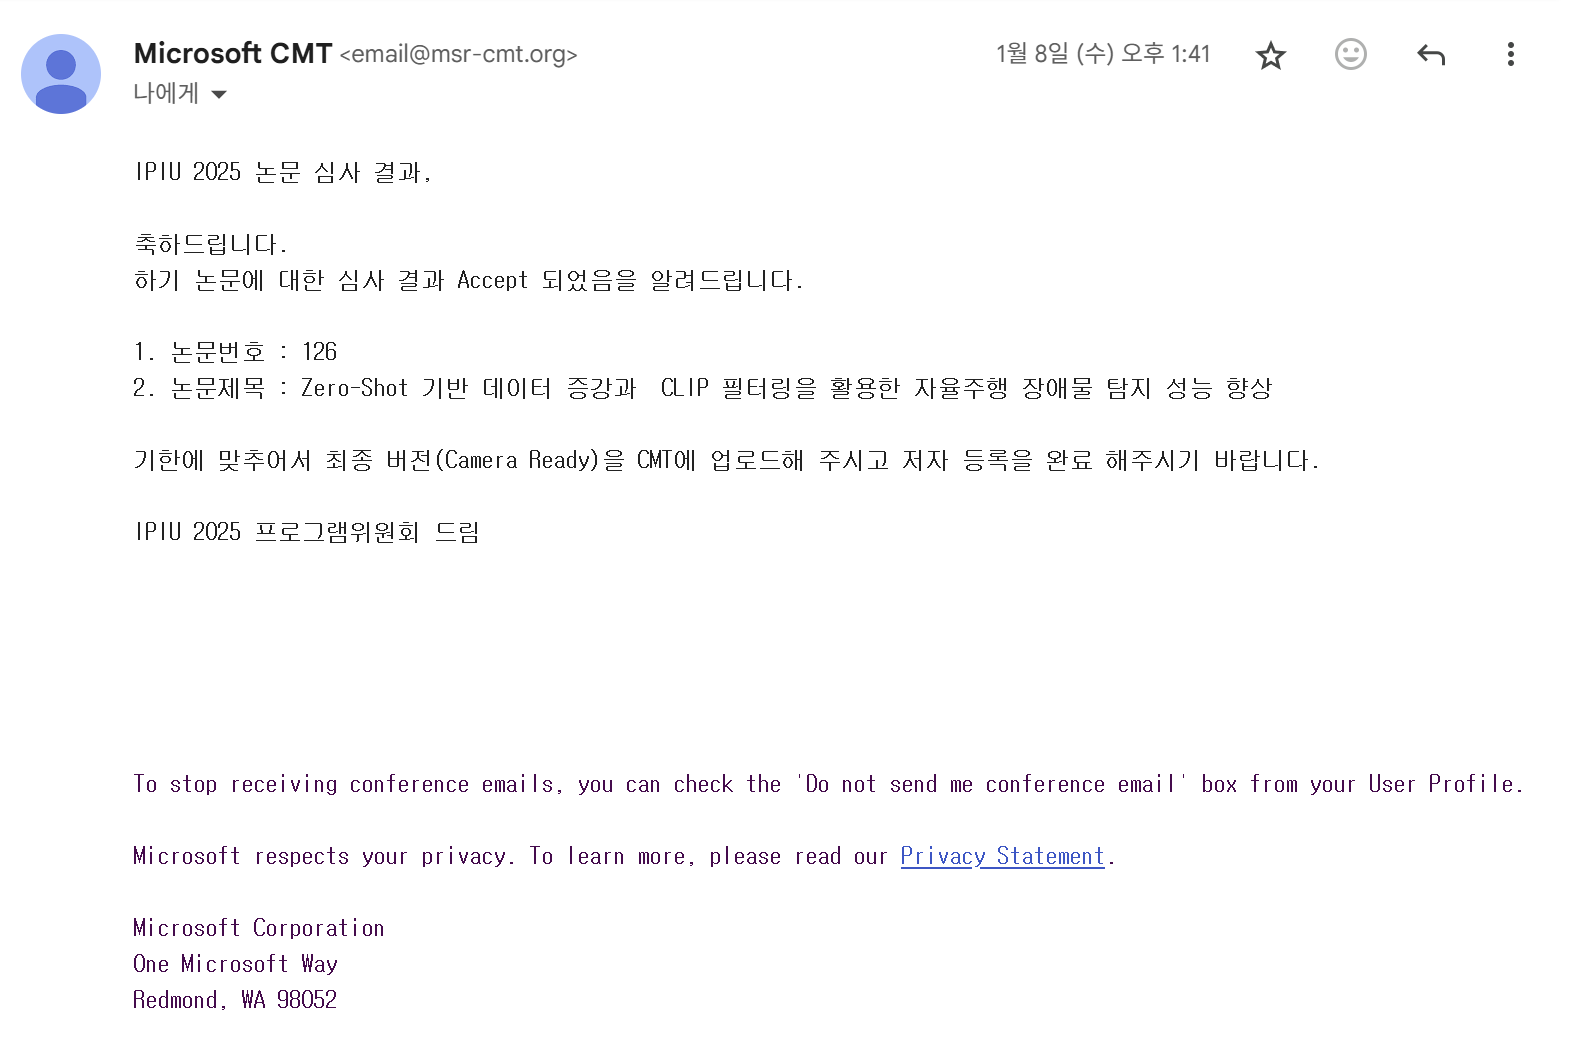 Microsoft CMT <email@msr-cmt.org>
1월 8일 (수) 오후 1:41
나에게
IPIU 2025 논문 심사 결과,
축하드립니다.
하기 논문에 대한 심사 결과 Accept 되었음을 알려드립니다.
1. 논문번호 : 126
2. 논문제목 : Zero-Shot 기반 데이터 증강과  CLIP 필터링을 활용한 자율주행 장애물 탐지 성능 향상
기한에 맞추어서 최종 버전(Camera Ready)을 CMT에 업로드해 주시고 저자 등록을 완료 해주시기 바랍니다.
IPIU 2025 프로그램위원회 드림
To stop receiving conference emails, you can check the 'Do not send me conference email' box from your User Profile.
Microsoft respects your privacy. To learn more, please read our Privacy Statement.
Microsoft Corporation
One Microsoft Way
Redmond, WA 98052